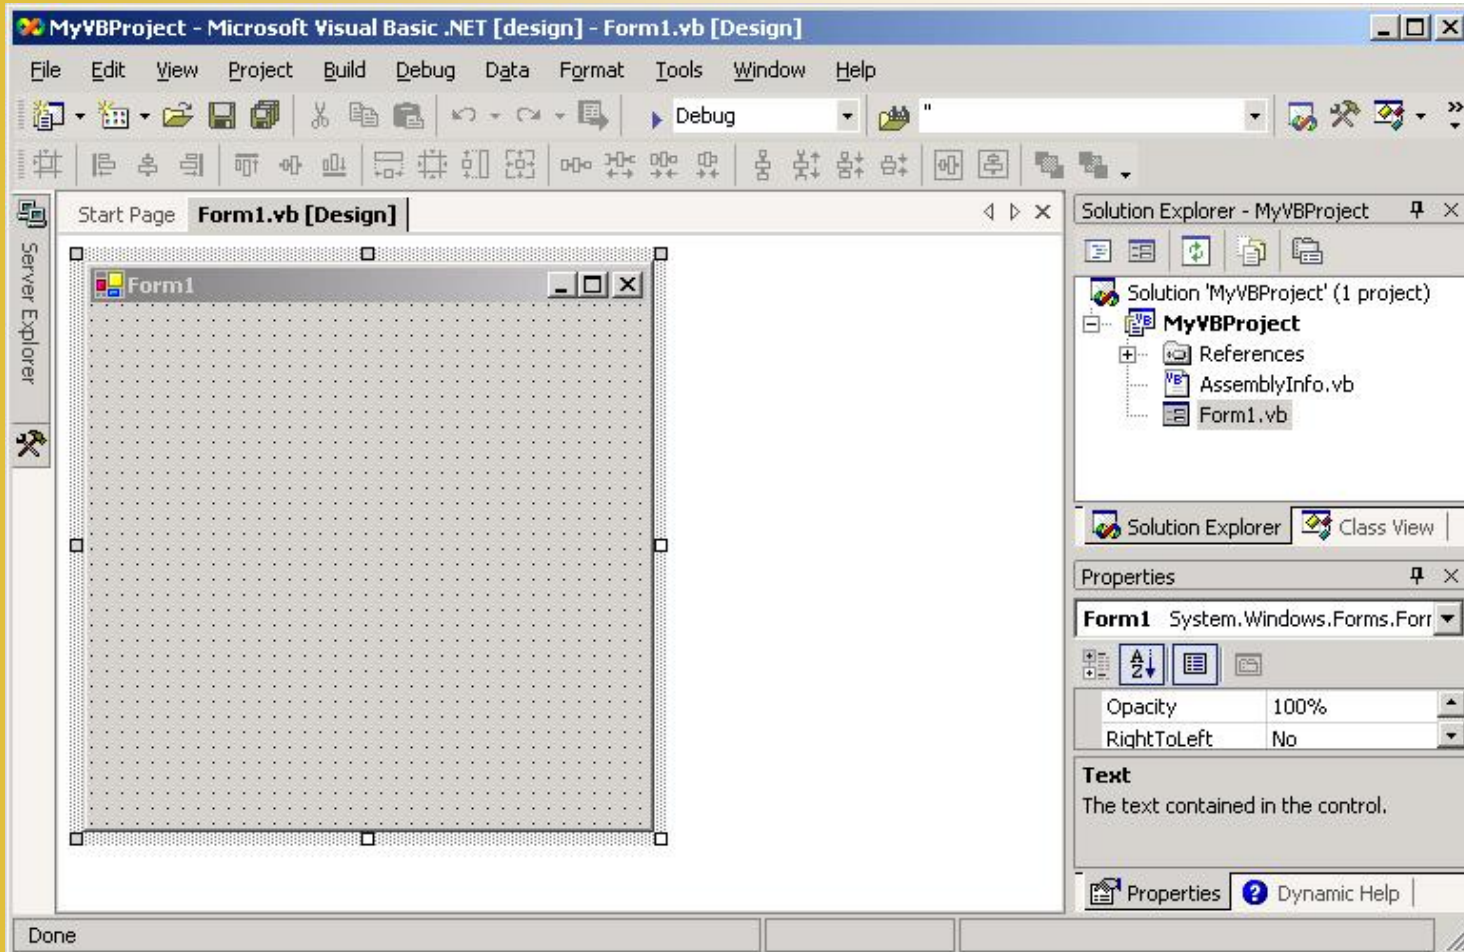 MyVBProject - Microsoft Visual Basic .NET [design] - Form1.vb [Design]
File Edit View Project Build Debug Data Format Tools Window Help
Debug "
Start Page Form1.vb [Design]
Server Explorer
Form1
Solution Explorer - MyVBProject
Solution 'MyVBProject' (1 project)
MyVBProject
References
AssemblyInfo.vb
Form1.vb
Solution Explorer Class View
Properties
Form1 System.Windows.Forms.Forr
Opacity 100%
RightToLeft No
Text
The text contained in the control.
Properties Dynamic Help
Done